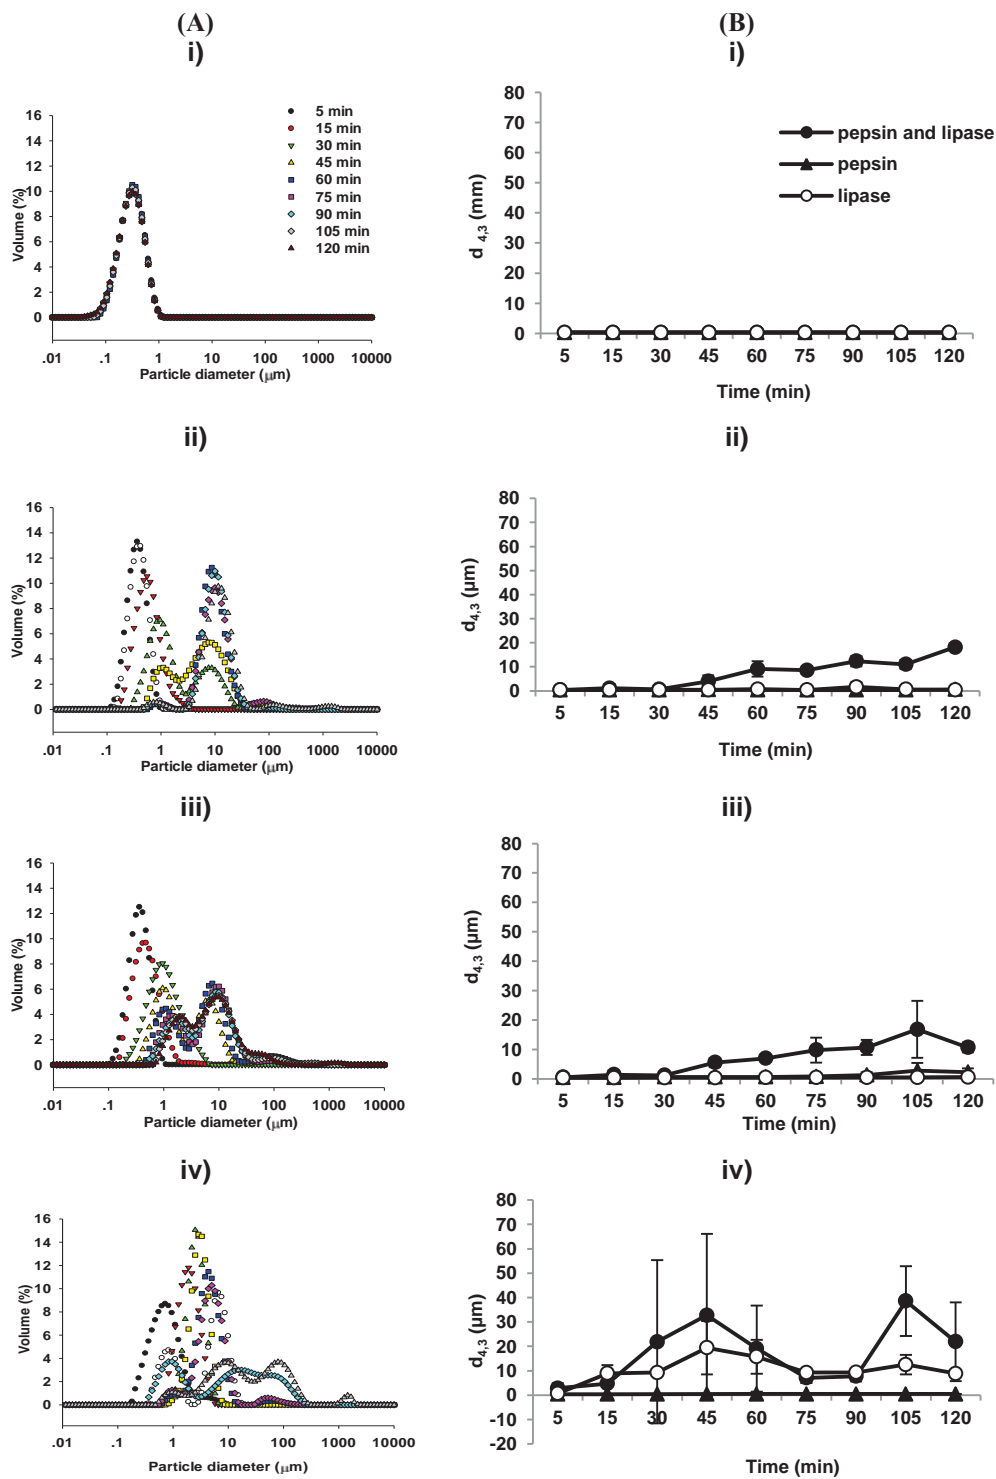 (A)
i)
16
14
12
10
8
6
4
2
0
Volume (%)
5 min
15 min
30 min
45 min
60 min
75 min
90 min
105 min
120 min
.01 .1 1 10 100 1000 10000
Particle diameter (μm)
(B)
i)
80
70
60
50
40
30
20
10
0
d 4,3 (mm)
pepsin and lipase
pepsin
lipase
5 15 30 45 60 75 90 105 120
Time (min)
ii)
16
14
12
10
8
6
4
2
0
Volume (%)
.01 .1 1 10 100 1000 10000
Particle diameter (μm)
ii)
80
70
60
50
40
30
20
10
0
d4,3 (μm)
5 15 30 45 60 75 90 105 120
Time (min)
iii)
16
14
12
10
8
6
4
2
0
Volume (%)
.01 .1 1 10 100 1000 10000
Particle diameter (μm)
iii)
80
70
60
50
40
30
20
10
0
d4,3 (μm)
5 15 30 45 60 75 90 105 120
Time (min)
iv)
16
14
12
10
8
6
4
2
0
Volume (%)
.01 .1 1 10 100 1000 10000
Particle diameter (μm)
iv)
80
70
60
50
40
30
20
10
0
-10
-20
d4,3 (μm)
5 15 30 45 60 75 90 105 120
Time (min)